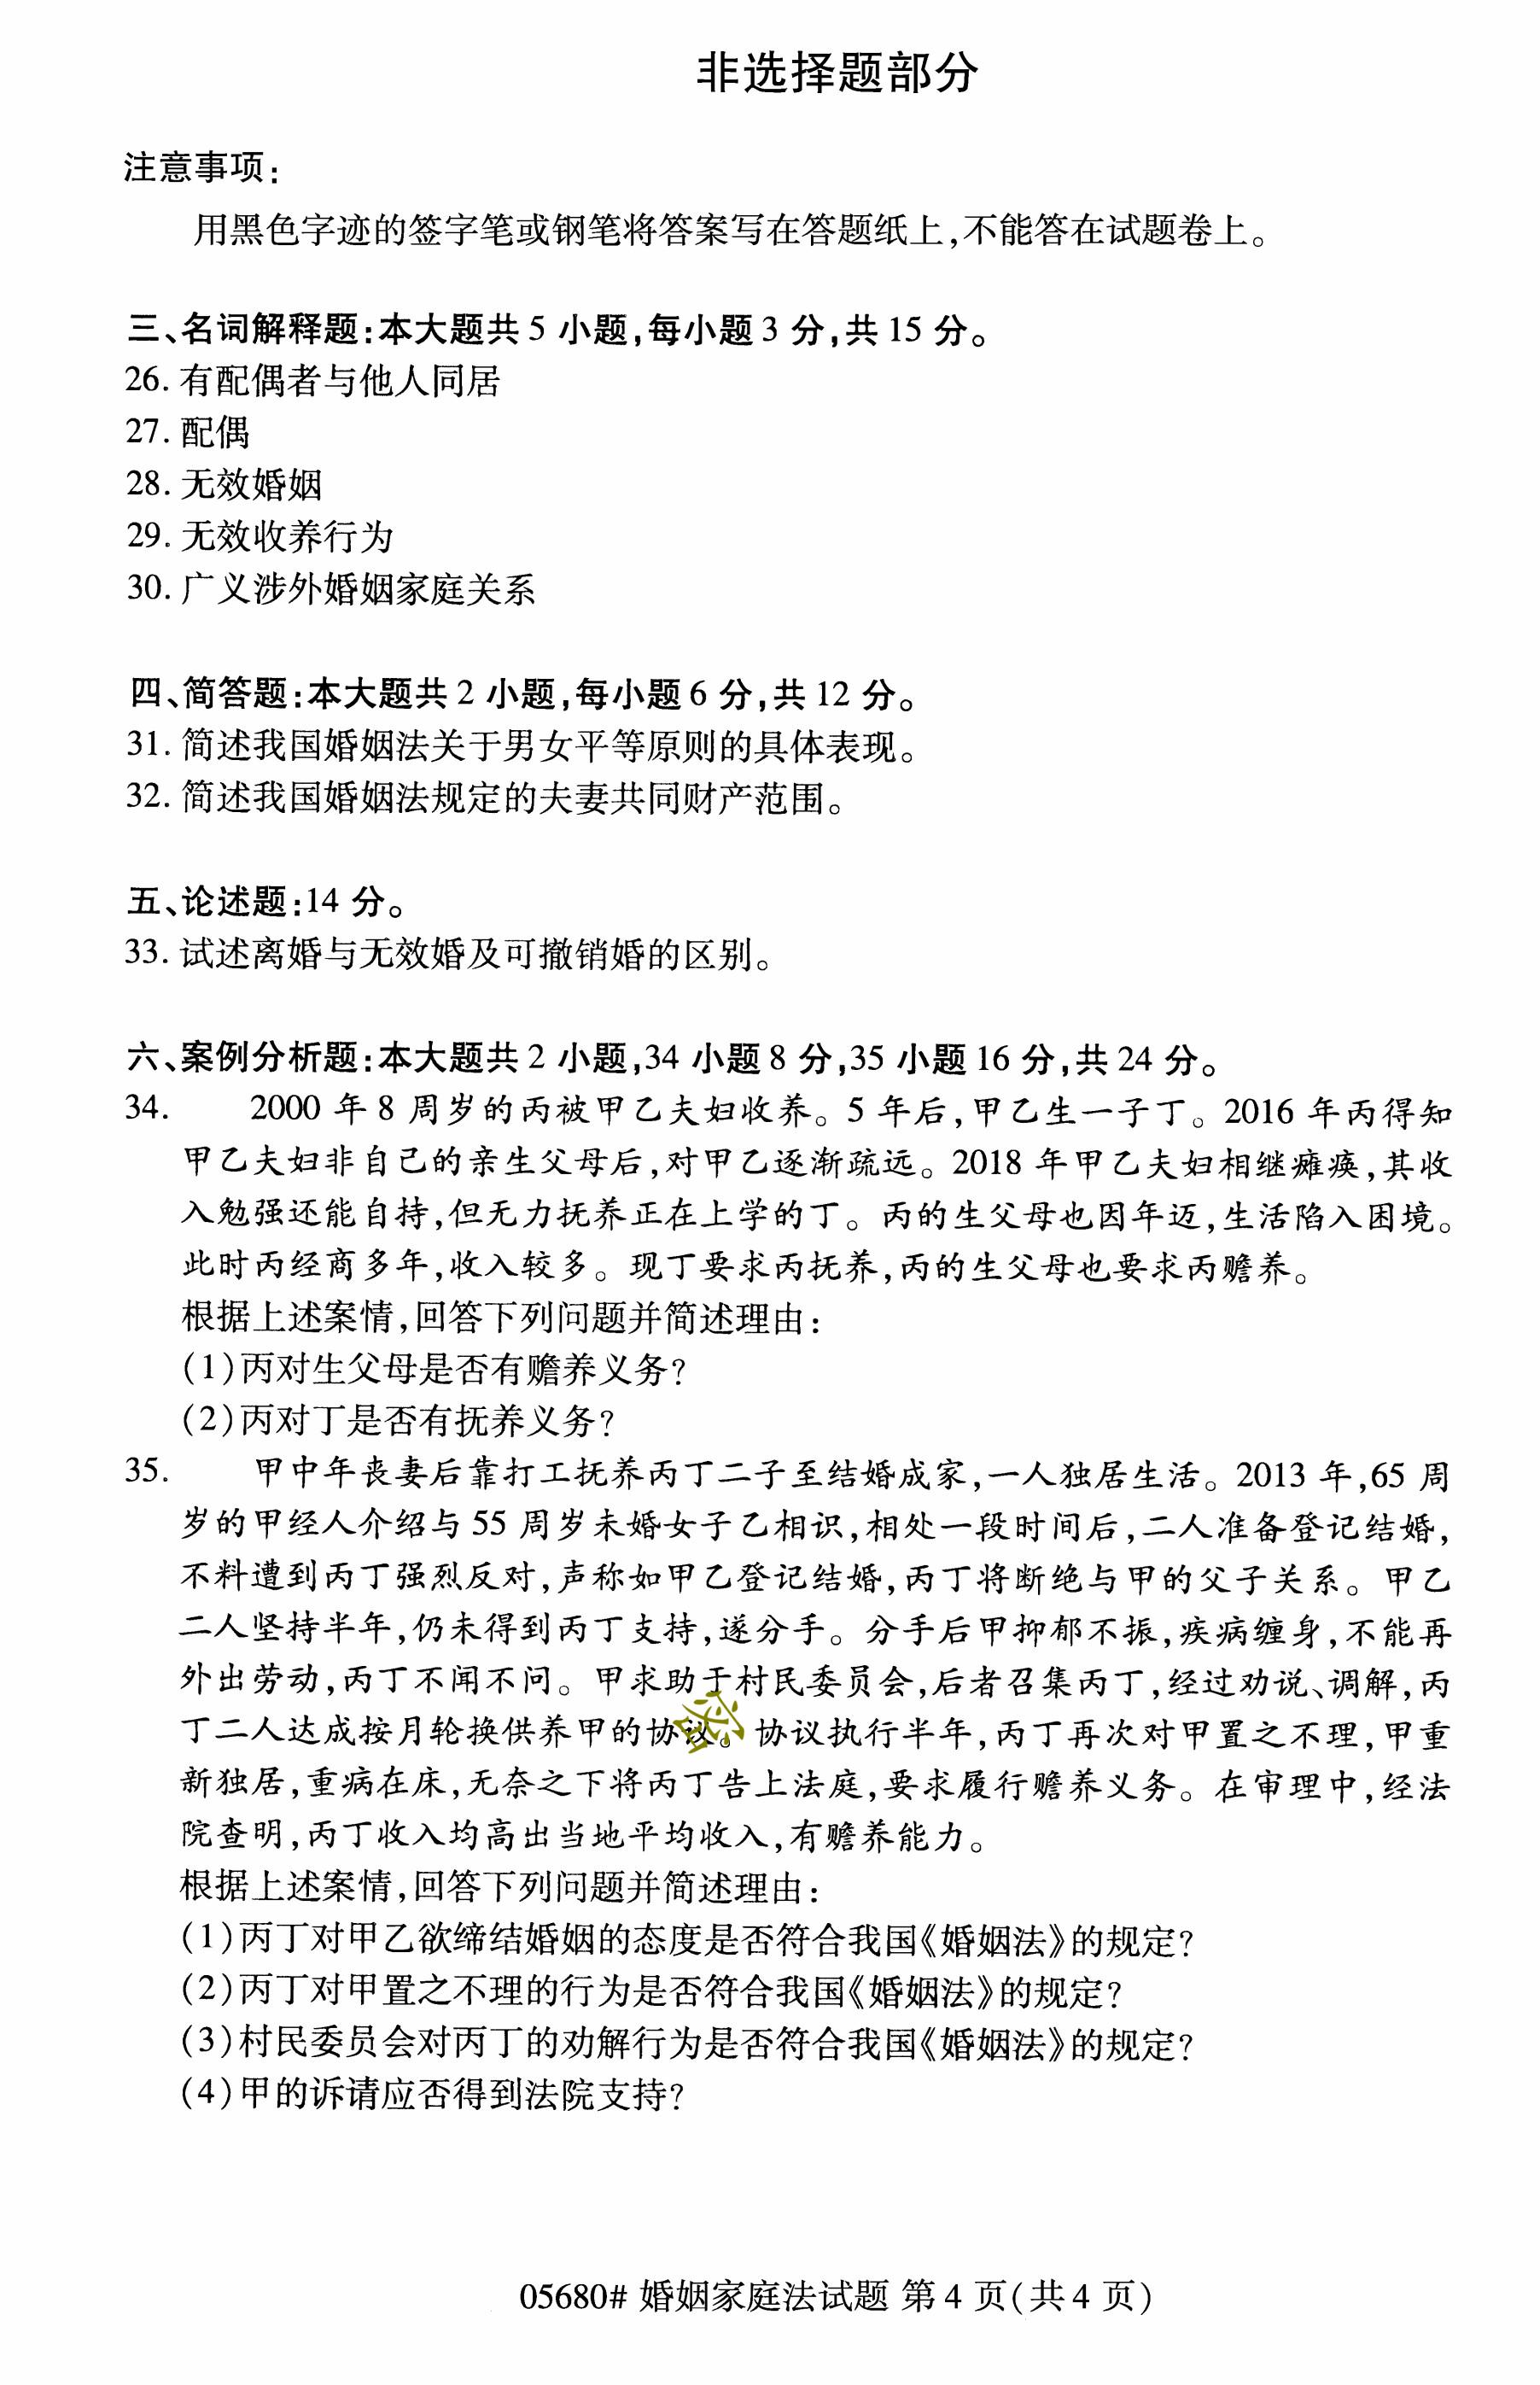 非选择题部分
注意事项:
用黑色字迹的签字笔或钢笔将答案写在答题纸上,不能答在试题卷上。
三、名词解释题:本大题共5 小题,每小题3 分,共15 分。
26. 有配偶者与他人同居
27. 配偶
28. 无效婚姻
29. 无效收养行为
30. 广义涉外婚姻家庭关系
四、简答题:本大题共2 小题,每小题6 分,共12 分。
31. 简述我国婚姻法关于男女平等原则的具体表现。
32. 简述我国婚姻法规定的夫妻共同财产范围。
五、论述题:14 分。
33. 试述离婚与无效婚及可撤销婚的区别。
六、案例分析题:本大题共2 小题,34 小题8 分,35 小题16 分,共24 分。
34. 2000 年8 周岁的丙被甲乙夫妇收养。5 年后,甲乙生一子丁。2016 年丙得知
甲乙夫妇非自己的亲生父母后,对甲乙逐渐疏远。2018 年甲乙夫妇相继瘫痪,其收
入勉强还能自持,但无力抚养正在上学的丁。丙的生父母也因年迈,生活陷入困境。
此时丙经商多年,收入较多。现丁要求丙抚养,丙的生父母也要求丙赡养。
根据上述案情,回答下列问题并简述理由:
(1)丙对生父母是否有赡养义务?
(2)丙对丁是否有抚养义务?
35. 甲中年丧妻后靠打工抚养丙丁二子至结婚成家,一人独居生活。2013 年,65 周
岁的甲经人介绍与55 周岁未婚女子乙相识,相处一段时间后,二人准备登记结婚,
不料遭到丙丁强烈反对,声称如甲乙登记结婚,丙丁将断绝与甲的父子关系。甲乙
二人坚持半年,仍未得到丙丁支持,遂分手。分手后甲抑郁不振,疾病缠身,不能再
外出劳动,丙丁不闻不问。甲求助于村民委员会,后者召集丙丁,经过劝说、调解,丙
丁二人达成按月轮换供养甲的协议。协议执行半年,丙丁再次对甲置之不理,甲重
新独居,重病在床,无奈之下将丙丁告上法庭,要求履行赡养义务。在审理中,经法
院查明,丙丁收入均高出当地平均收入,有赡养能力。
根据上述案情,回答下列问题并简述理由:
(1)丙丁对甲乙欲缔结婚姻的态度是否符合我国《婚姻法》的规定?
(2)丙丁对甲置之不理的行为是否符合我国《婚姻法》的规定?
(3)村民委员会对丙丁的劝解行为是否符合我国《婚姻法》的规定?
(4)甲的诉请应否得到法院支持?
05680# 婚姻家庭法试题 第4 页(共4 页)